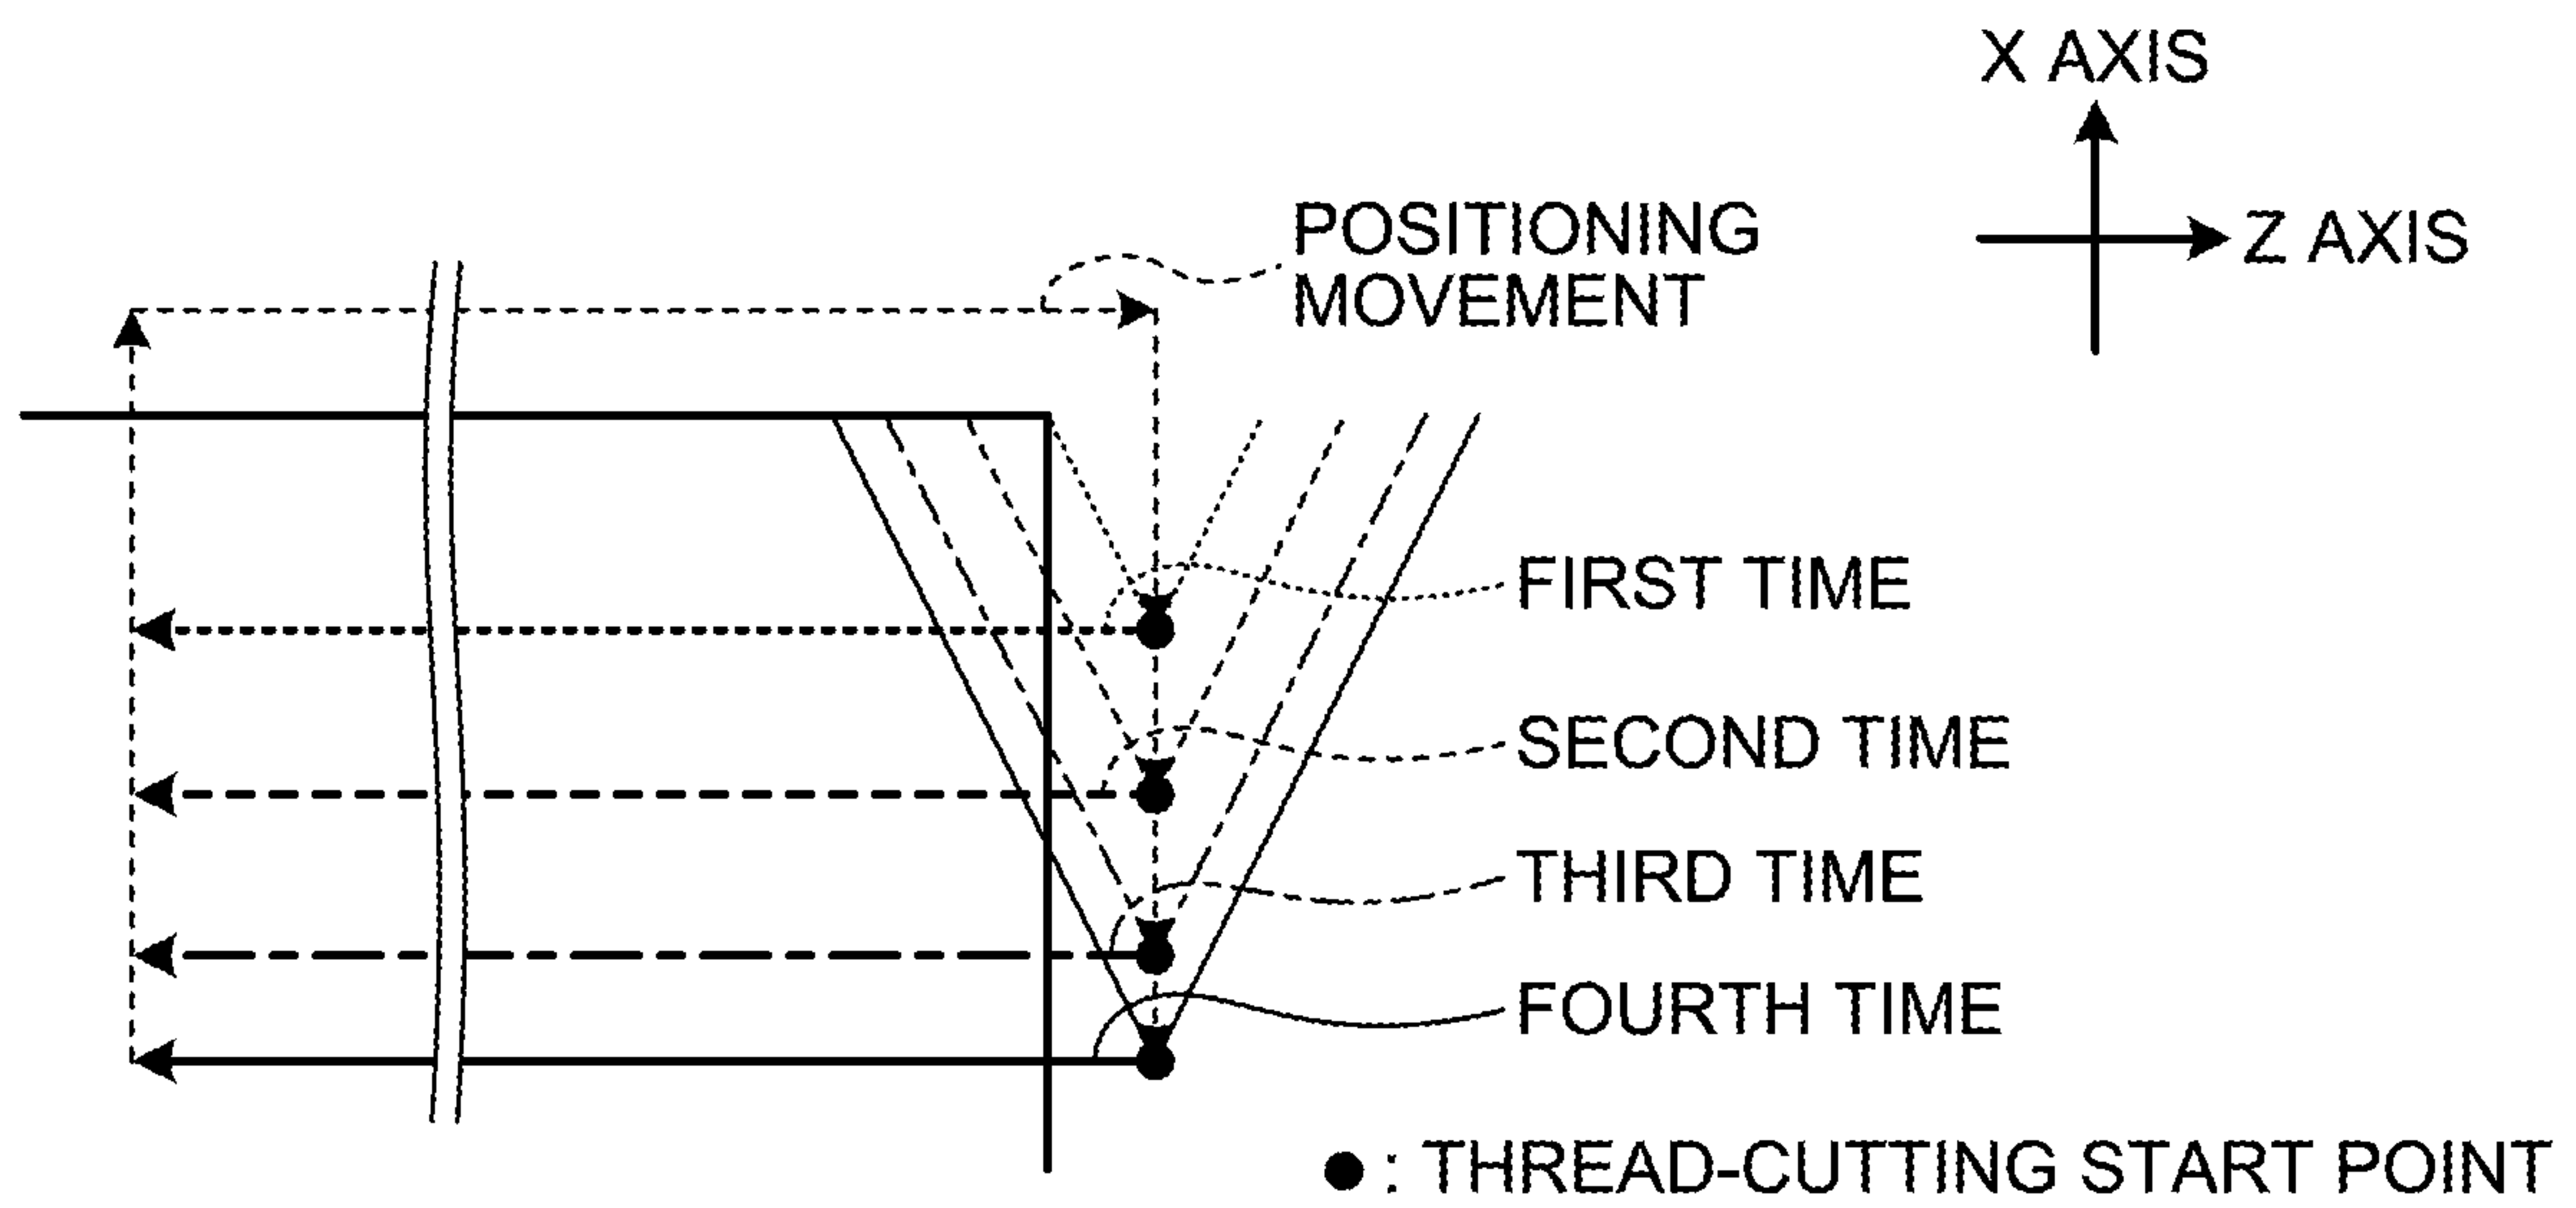 X AXIS
Z AXIS
POSITIONING
MOVEMENT
FIRST TIME
SECOND TIME
THIRD TIME
FOURTH TIME
● : THREAD-CUTTING START POINT